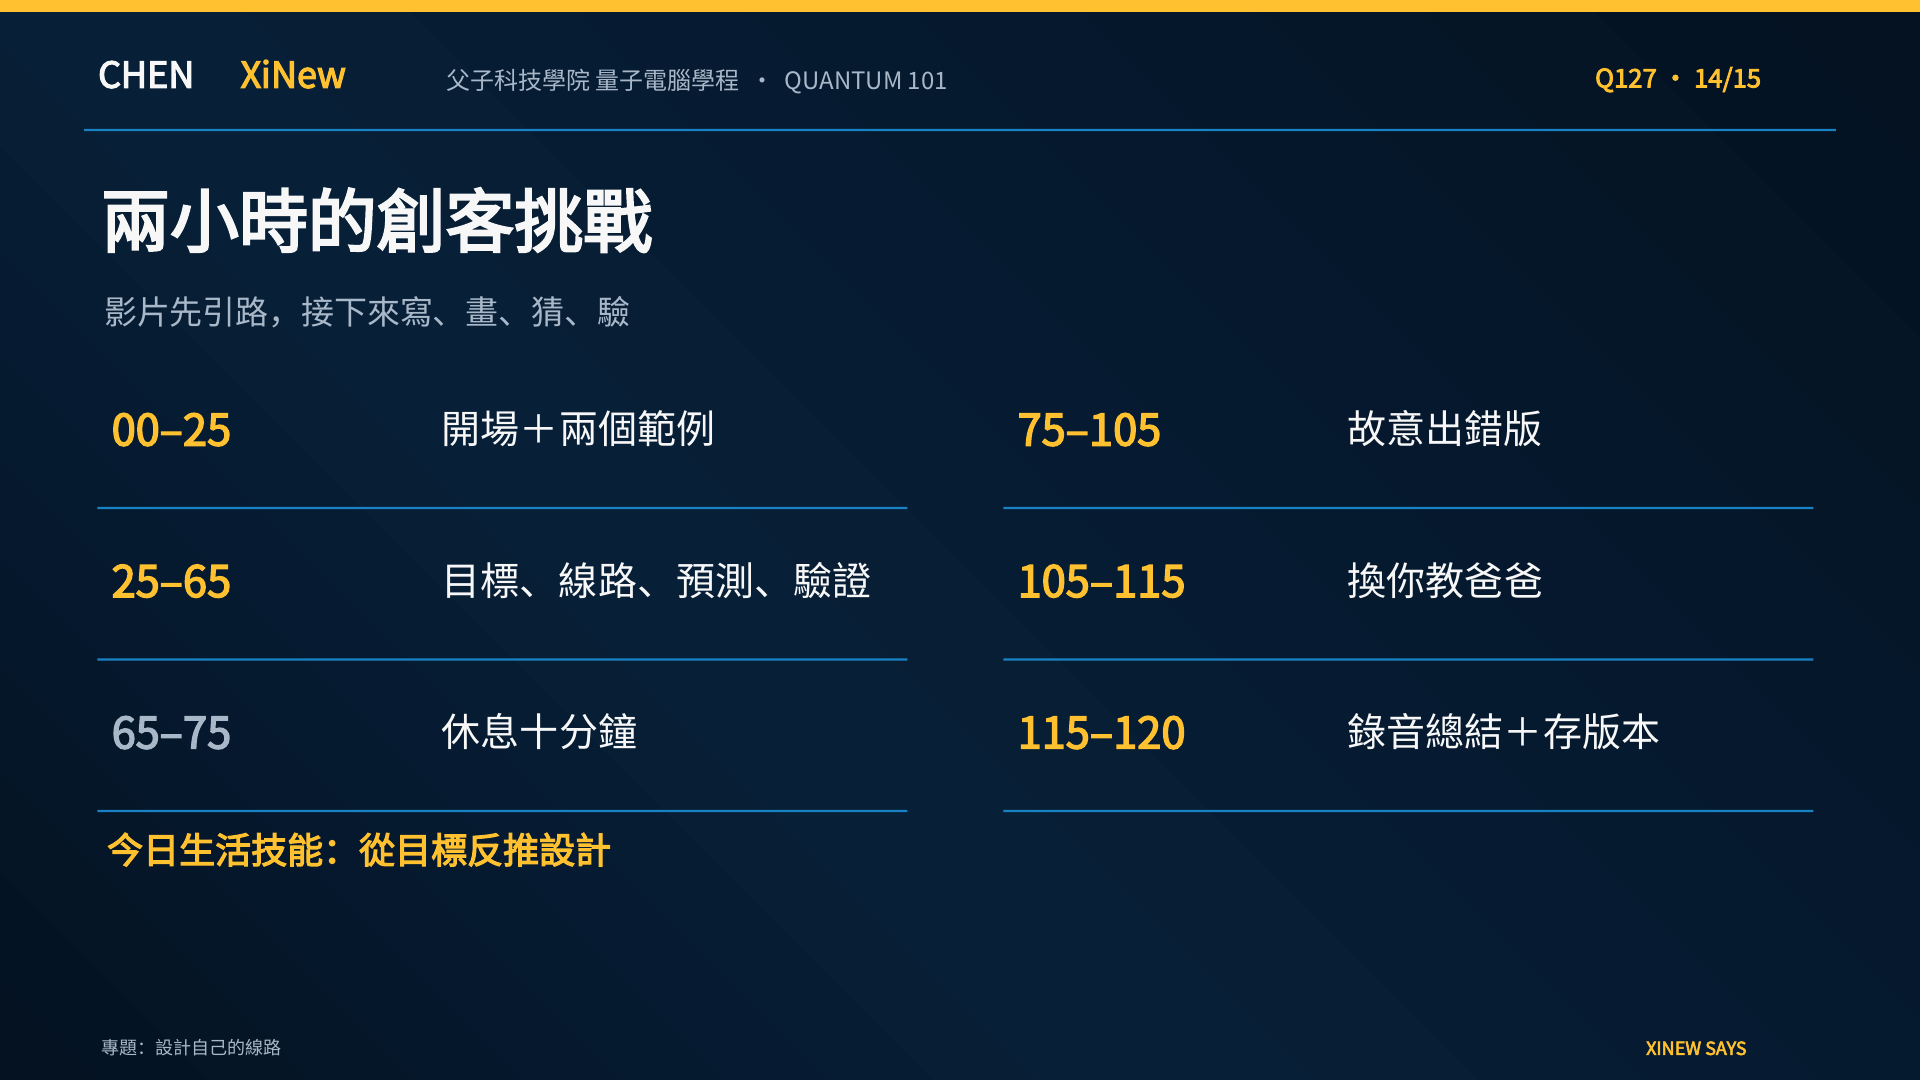 CHEN XiNew 父子科技學院 量子電腦學程 • QUANTUM 101 Q127 • 14/15
兩小時的創客挑戰
影片先引路，接下來寫、畫、猜、驗
00–25 開場＋兩個範例
25–65 目標、線路、預測、驗證
65–75 休息十分鐘
75–105 故意出錯版
105–115 換你教爸爸
115–120 錄音總結＋存版本
今日生活技能：從目標反推設計
專題：設計自己的線路 XINEW SAYS